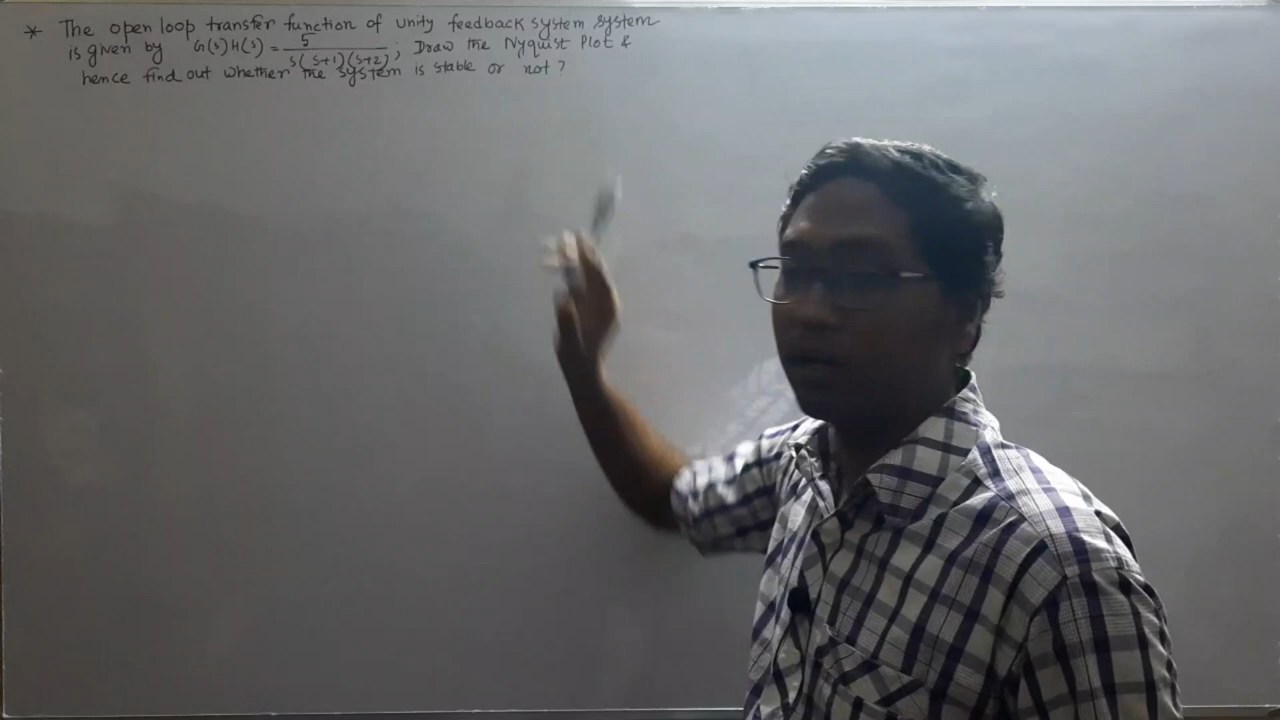 * The open loop transfer function of unity feedback system system
is given by G(s)H(s) = 5/s(s+1)(s+2) ; Draw the Nyquist Plot &
hence find out whether the system is stable or not ?